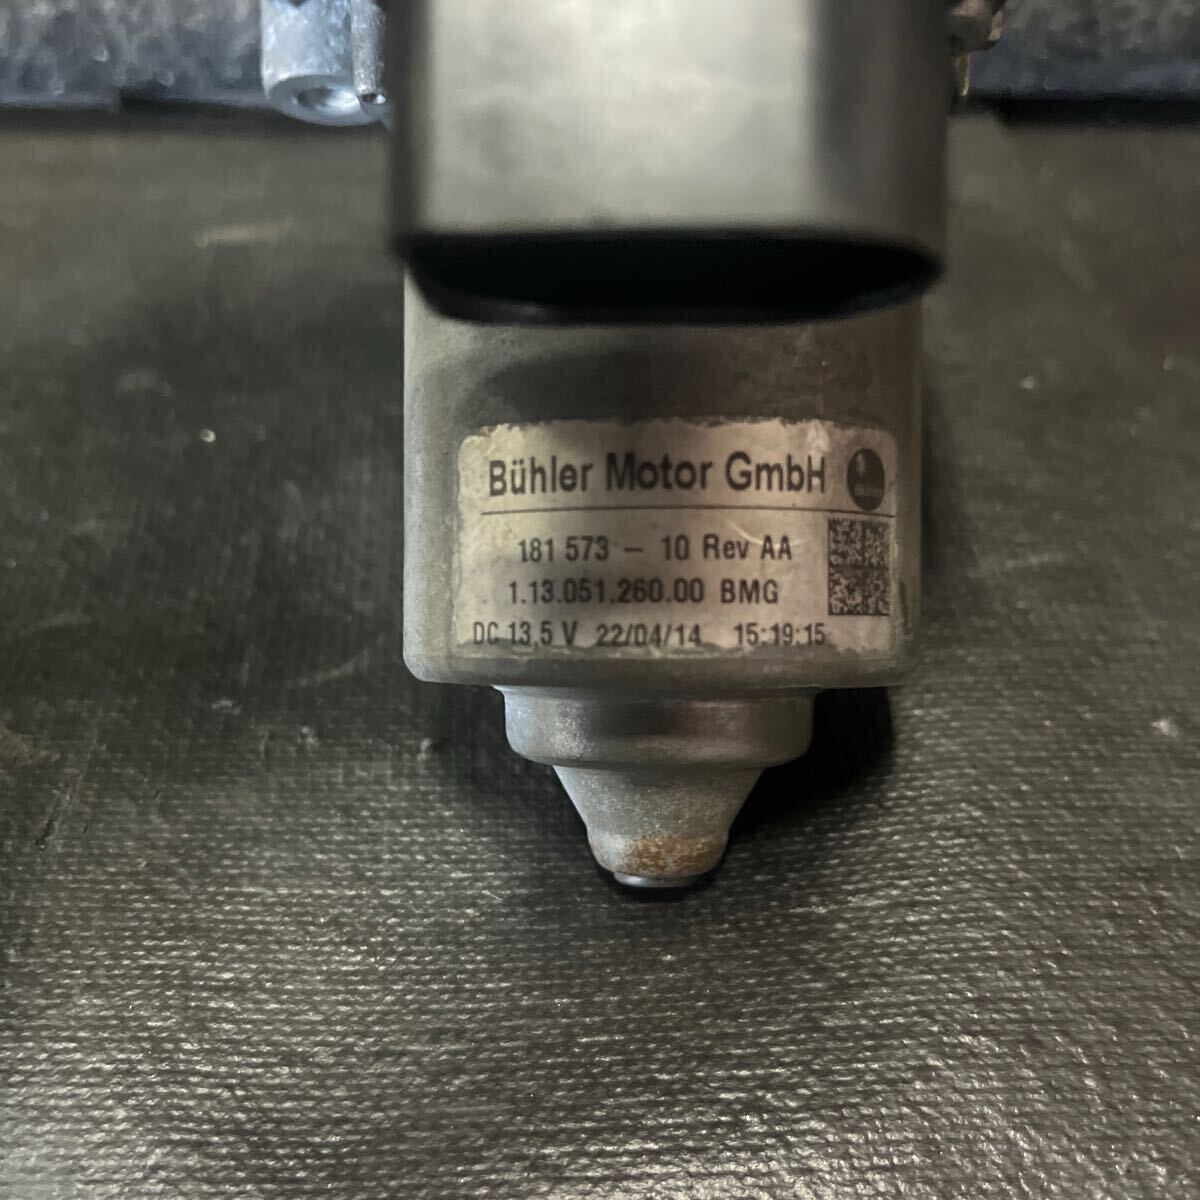 Bühler Motor GmbH
181 573 - 10 Rev AA
1.13.051.260.00 BMG
DC 13,5 V 22/04/14 15:19:15